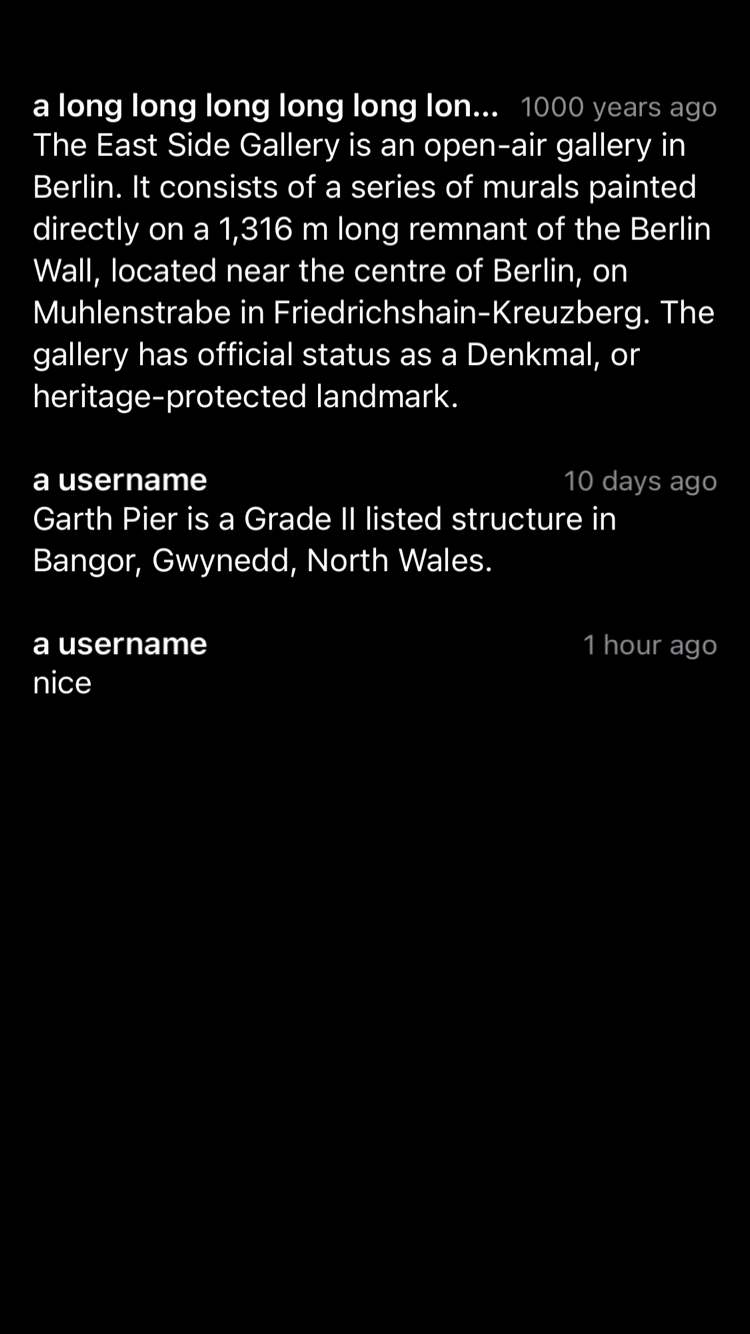 a long long long long long lon... 1000 years ago
The East Side Gallery is an open-air gallery in
Berlin. It consists of a series of murals painted
directly on a 1,316 m long remnant of the Berlin
Wall, located near the centre of Berlin, on
Muhlenstrabe in Friedrichshain-Kreuzberg. The
gallery has official status as a Denkmal, or
heritage-protected landmark.
a username 10 days ago
Garth Pier is a Grade II listed structure in
Bangor, Gwynedd, North Wales.
a username 1 hour ago
nice